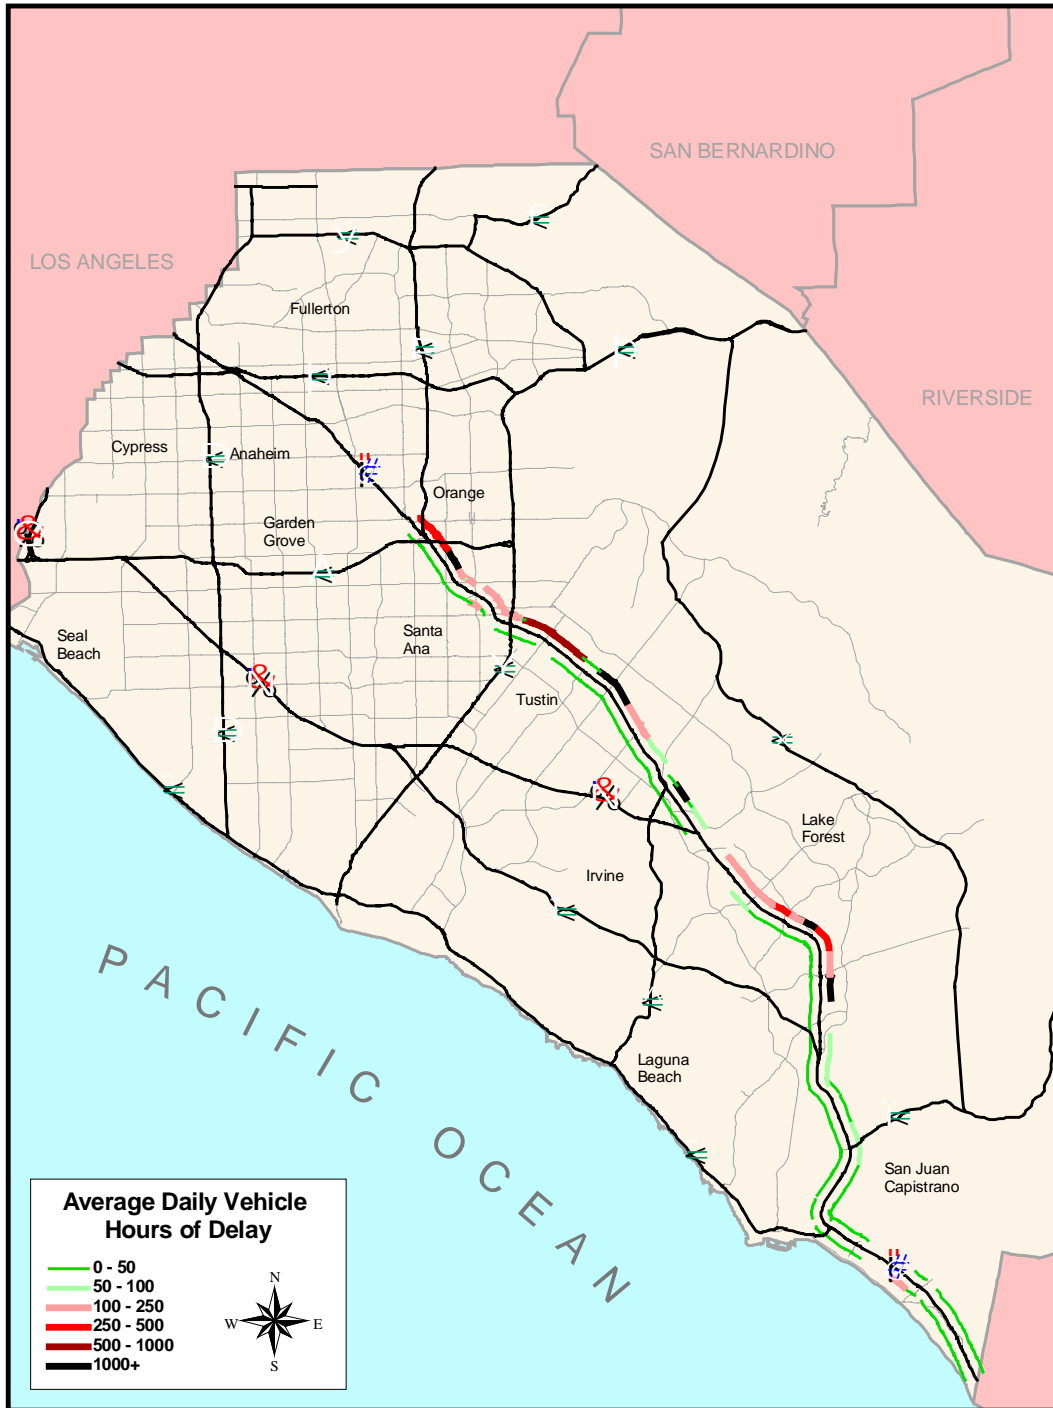 SAN BERNARDINO
LOS ANGELES
Fullerton
RIVERSIDE
Cypress
Anaheim
Orange
Garden
Grove
Seal
Beach
Santa
Ana
Tustin
Lake
Forest
Irvine
PACIFIC OCEAN
Laguna
Beach
San Juan
Capistrano
Average Daily Vehicle
Hours of Delay
0 - 50
50 - 100
100 - 250
250 - 500
500 - 1000
1000+
N
W E
S